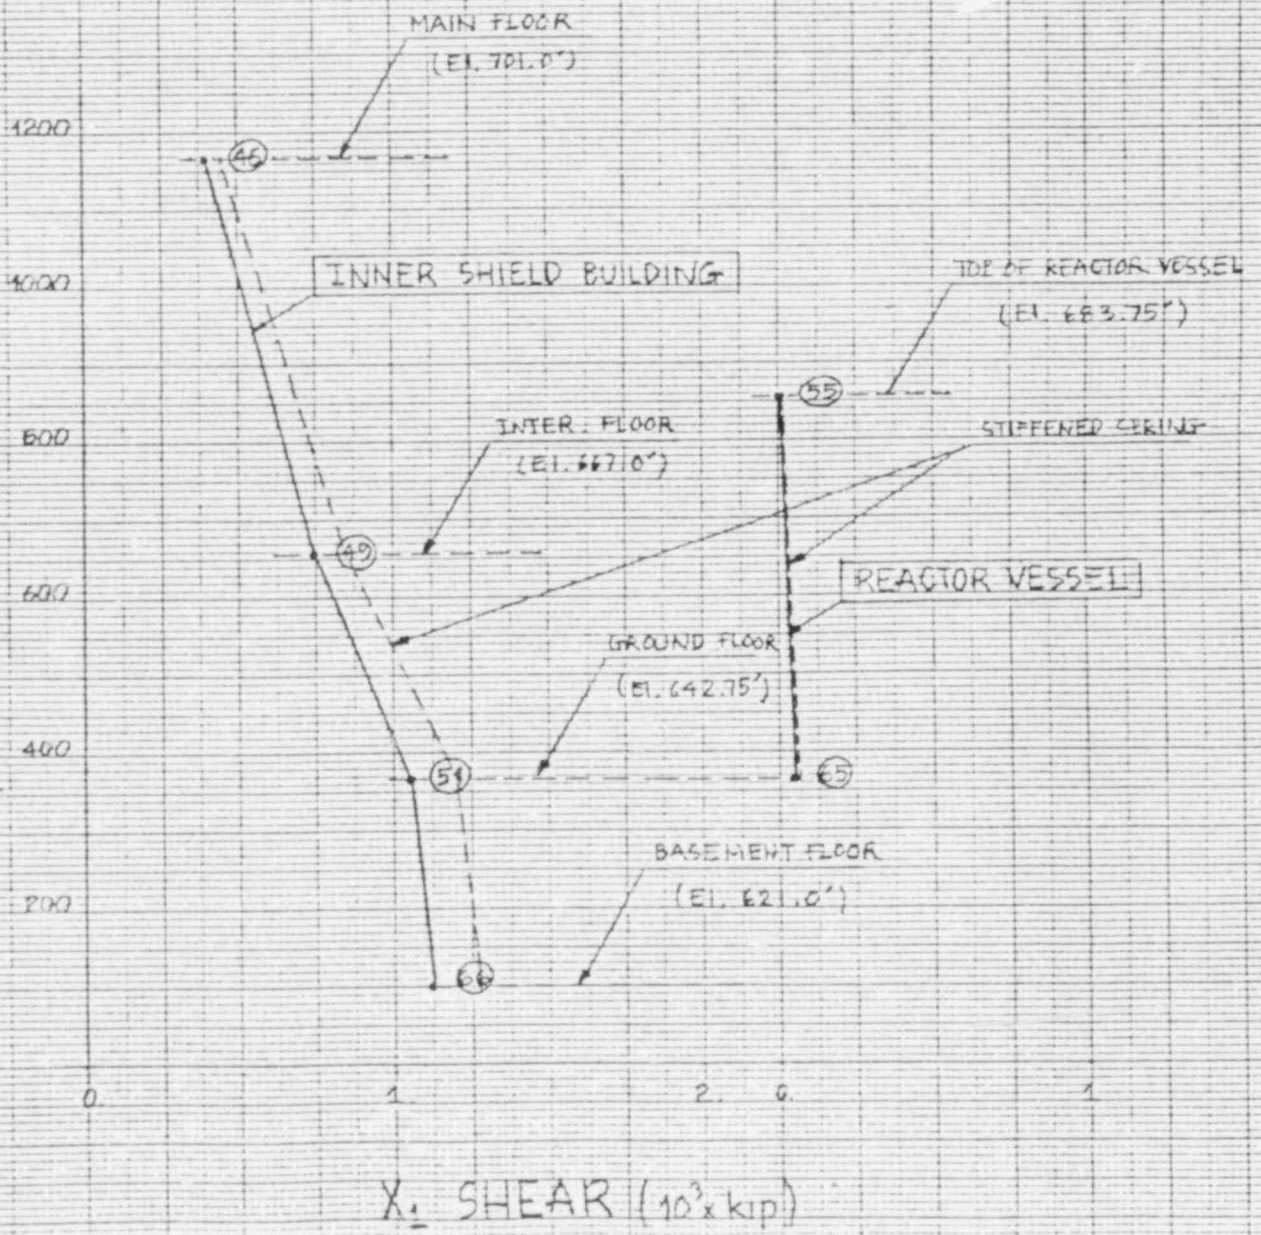 MAIN FLOOR
(El. 701.0')
1200
46
INNER SHIELD BUILDING
TOP OF REACTOR VESSEL
1000
(El. 683.75')
55
INTER. FLOOR
STIFFENED SPRING
800
(El. 667.0')
49
REACTOR VESSEL
600
GROUND FLOOR
(El. 642.75')
400
51
65
BASEMENT FLOOR
(El. 621.0')
200
66
0. 1. 2. 0. 1
X1 SHEAR (10³x kip)